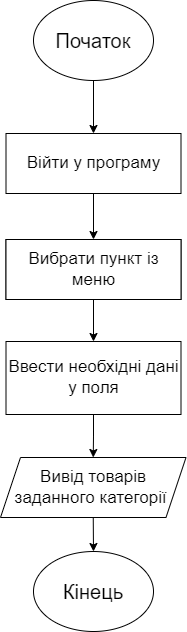 Початок
Війти у програму
Вибрати пункт із
меню
Ввести необхідні дані
у поля
Вивід товарів
заданного категорії
Кінець